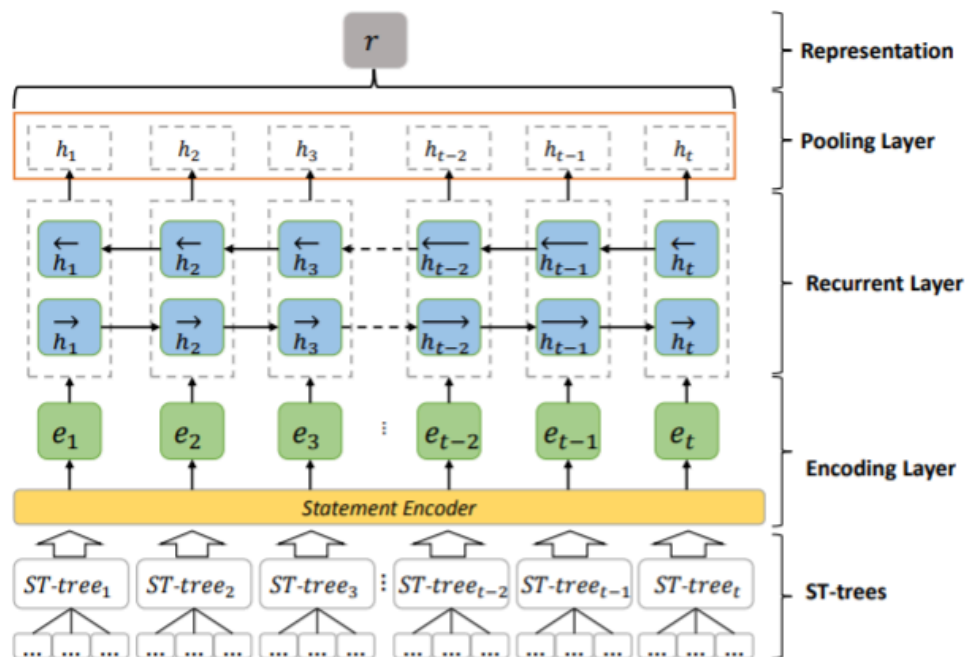 r
Representation
h₁ h₂ h₃ hₜ₋₂ hₜ₋₁ hₜ
Pooling Layer
←h₁ ←h₂ ←h₃ ←hₜ₋₂ ←hₜ₋₁ ←hₜ
Recurrent Layer
→h₁ →h₂ →h₃ →hₜ₋₂ →hₜ₋₁ →hₜ
e₁ e₂ e₃ ⋮ eₜ₋₂ eₜ₋₁ eₜ
Encoding Layer
Statement Encoder
ST-tree₁ ST-tree₂ ST-tree₃ ⋮ ST-treeₜ₋₂ ST-treeₜ₋₁ ST-treeₜ
ST-trees
... ... ... ... ... ... ... ... ... ... ... ... ... ... ... ... ... ...